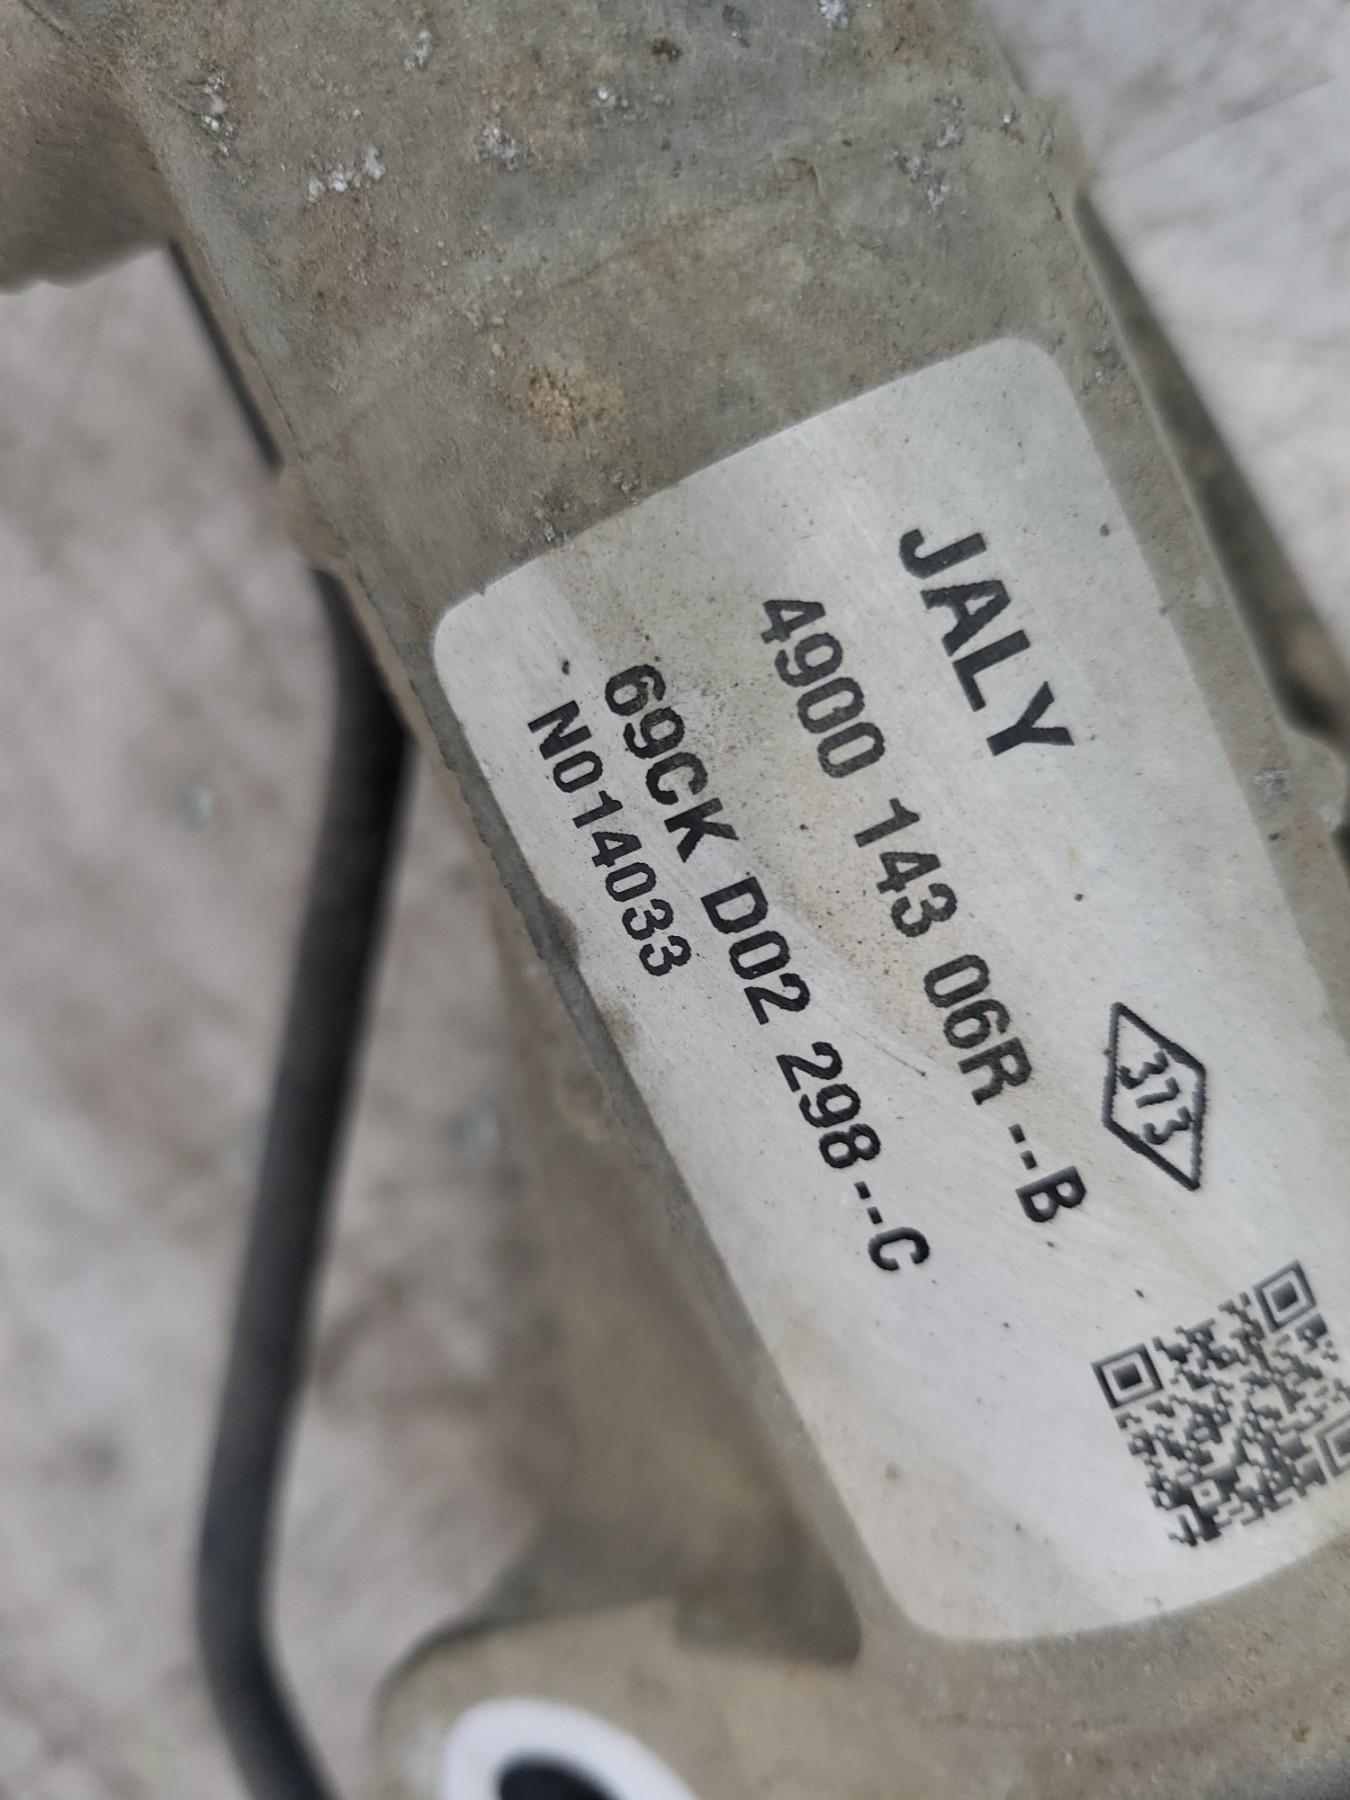 JALY
4900 143 06R --B
373
69CK D02 298--C
N014033